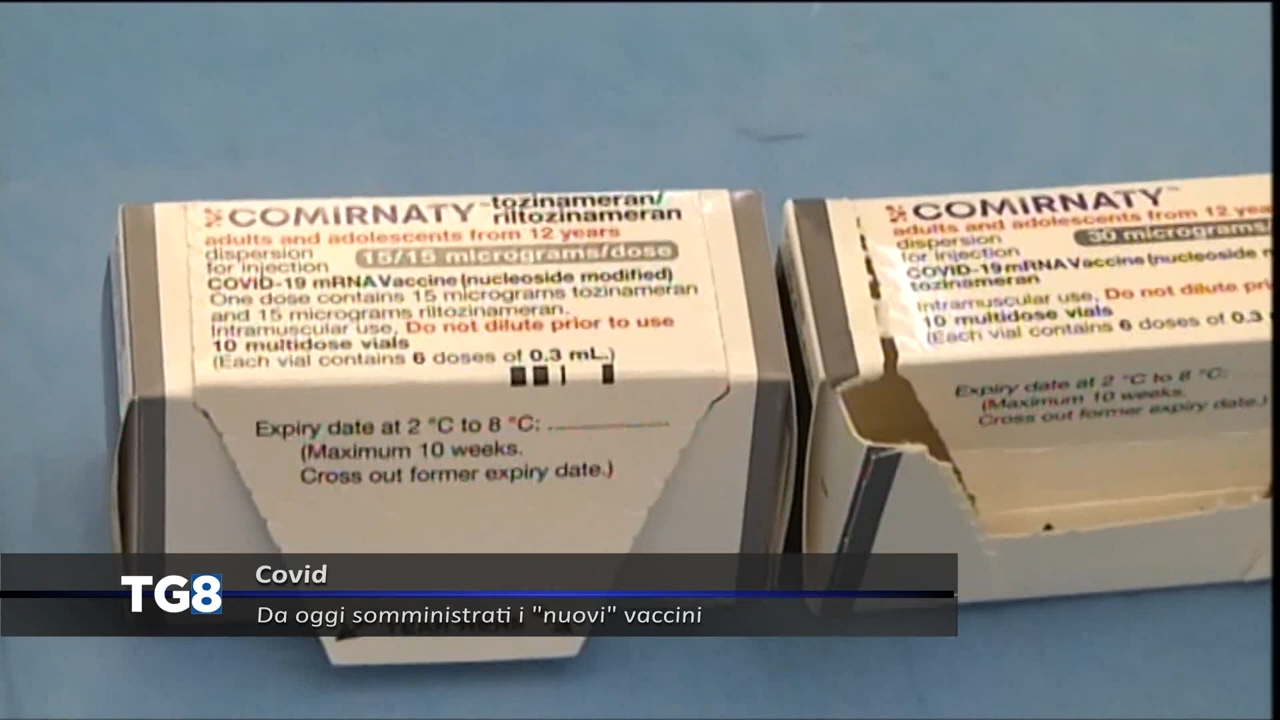 COMIRNATY™ tozinameran/
riltozinameran
adults and adolescents from 12 years
dispersion
for injection
15/15 micrograms/dose
COVID-19 mRNA Vaccine (nucleoside modified)
One dose contains 15 micrograms tozinameran
and 15 micrograms riltozinameran.
Intramuscular use. Do not dilute prior to use
10 multidose vials
(Each vial contains 6 doses of 0.3 mL.)
Expiry date at 2 °C to 8 °C:
(Maximum 10 weeks.
Cross out former expiry date.)
COMIRNATY™
adults and adolescents from 12 yea
dispersion
for injection
30 micrograms/
COVID-19 mRNA Vaccine (nucleoside m
tozinameran
Intramuscular use. Do not dilute pri
10 multidose vials
(Each vial contains 6 doses of 0.3
Expiry date at 2 °C to 8 °C:
(Maximum 10 weeks.
Cross out former expiry date.)
TG8
Covid
Da oggi somministrati i "nuovi" vaccini